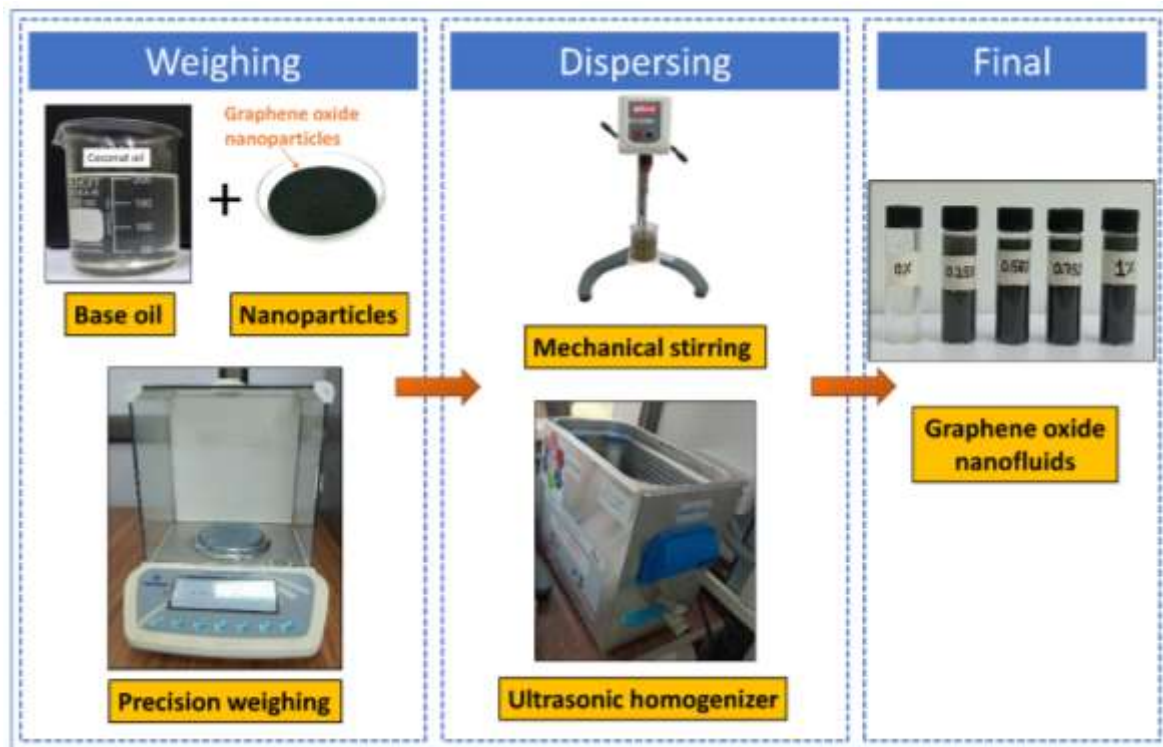 Weighing
Dispersing
Final
Graphene oxide
nanoparticles
Coconut oil
+
Base oil
Nanoparticles
Mechanical stirring
0%
1%
Graphene oxide
nanofluids
Precision weighing
Ultrasonic homogenizer